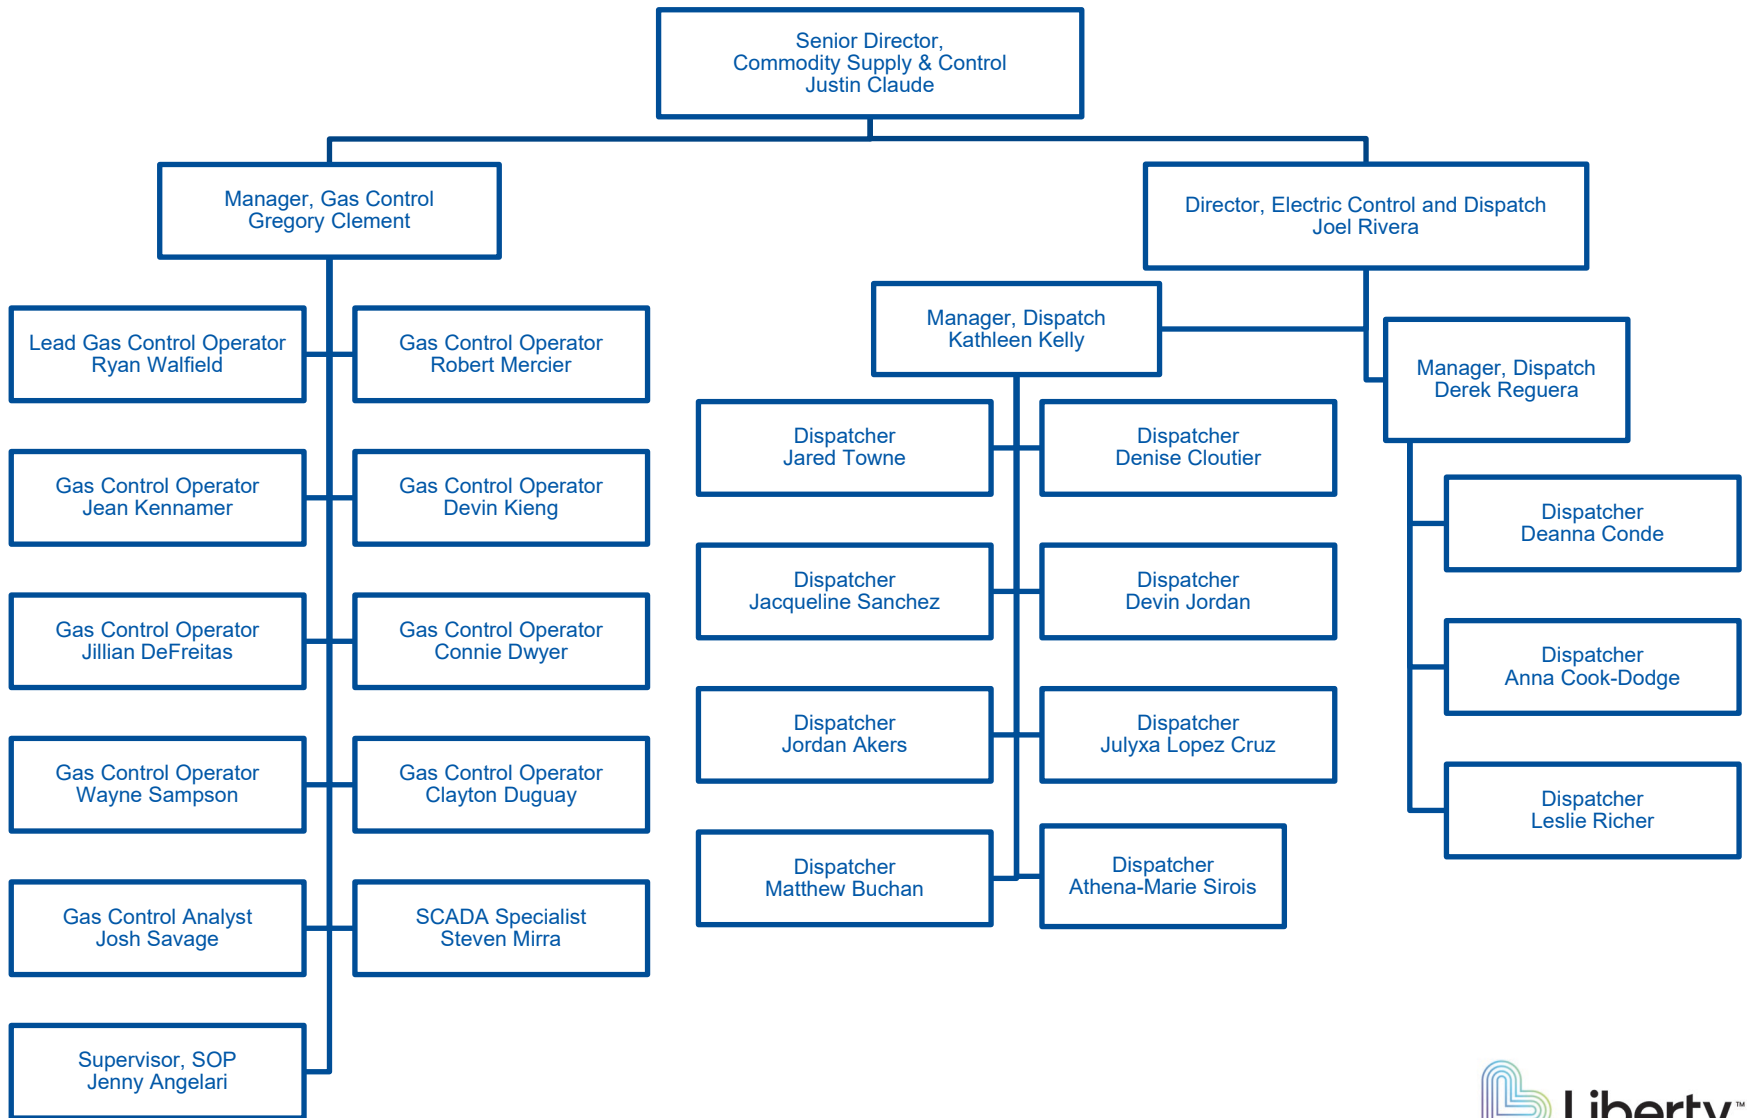 Senior Director,
Commodity Supply & Control
Justin Claude
Manager, Gas Control
Gregory Clement
Director, Electric Control and Dispatch
Joel Rivera
Lead Gas Control Operator
Ryan Walfield
Gas Control Operator
Robert Mercier
Gas Control Operator
Jean Kennamer
Gas Control Operator
Devin Kieng
Gas Control Operator
Jillian DeFreitas
Gas Control Operator
Connie Dwyer
Gas Control Operator
Wayne Sampson
Gas Control Operator
Clayton Duguay
Gas Control Analyst
Josh Savage
SCADA Specialist
Steven Mirra
Supervisor, SOP
Jenny Angelari
Manager, Dispatch
Kathleen Kelly
Dispatcher
Jared Towne
Dispatcher
Denise Cloutier
Dispatcher
Jacqueline Sanchez
Dispatcher
Devin Jordan
Dispatcher
Jordan Akers
Dispatcher
Julyxa Lopez Cruz
Dispatcher
Matthew Buchan
Dispatcher
Athena-Marie Sirois
Manager, Dispatch
Derek Reguera
Dispatcher
Deanna Conde
Dispatcher
Anna Cook-Dodge
Dispatcher
Leslie Richer
Liberty™